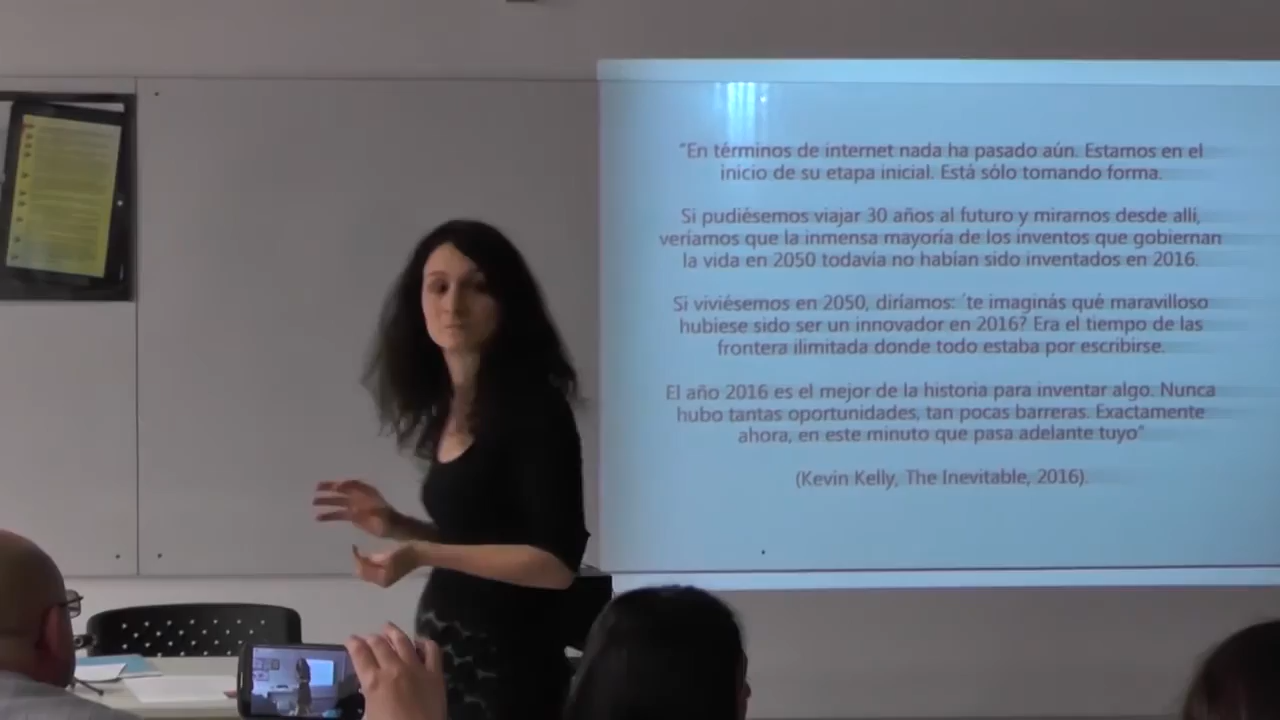 "En términos de internet nada ha pasado aún. Estamos en el
inicio de su etapa inicial. Está sólo tomando forma.
Si pudiésemos viajar 30 años al futuro y mirarnos desde allí,
veríamos que la inmensa mayoría de los inventos que gobiernan
la vida en 2050 todavía no habían sido inventados en 2016.
Si viviésemos en 2050, diríamos: ´te imaginás qué maravilloso
hubiese sido ser un innovador en 2016? Era el tiempo de las
frontera ilimitada donde todo estaba por escribirse.
El año 2016 es el mejor de la historia para inventar algo. Nunca
hubo tantas oportunidades, tan pocas barreras. Exactamente
ahora, en este minuto que pasa adelante tuyo"
(Kevin Kelly, The Inevitable, 2016).